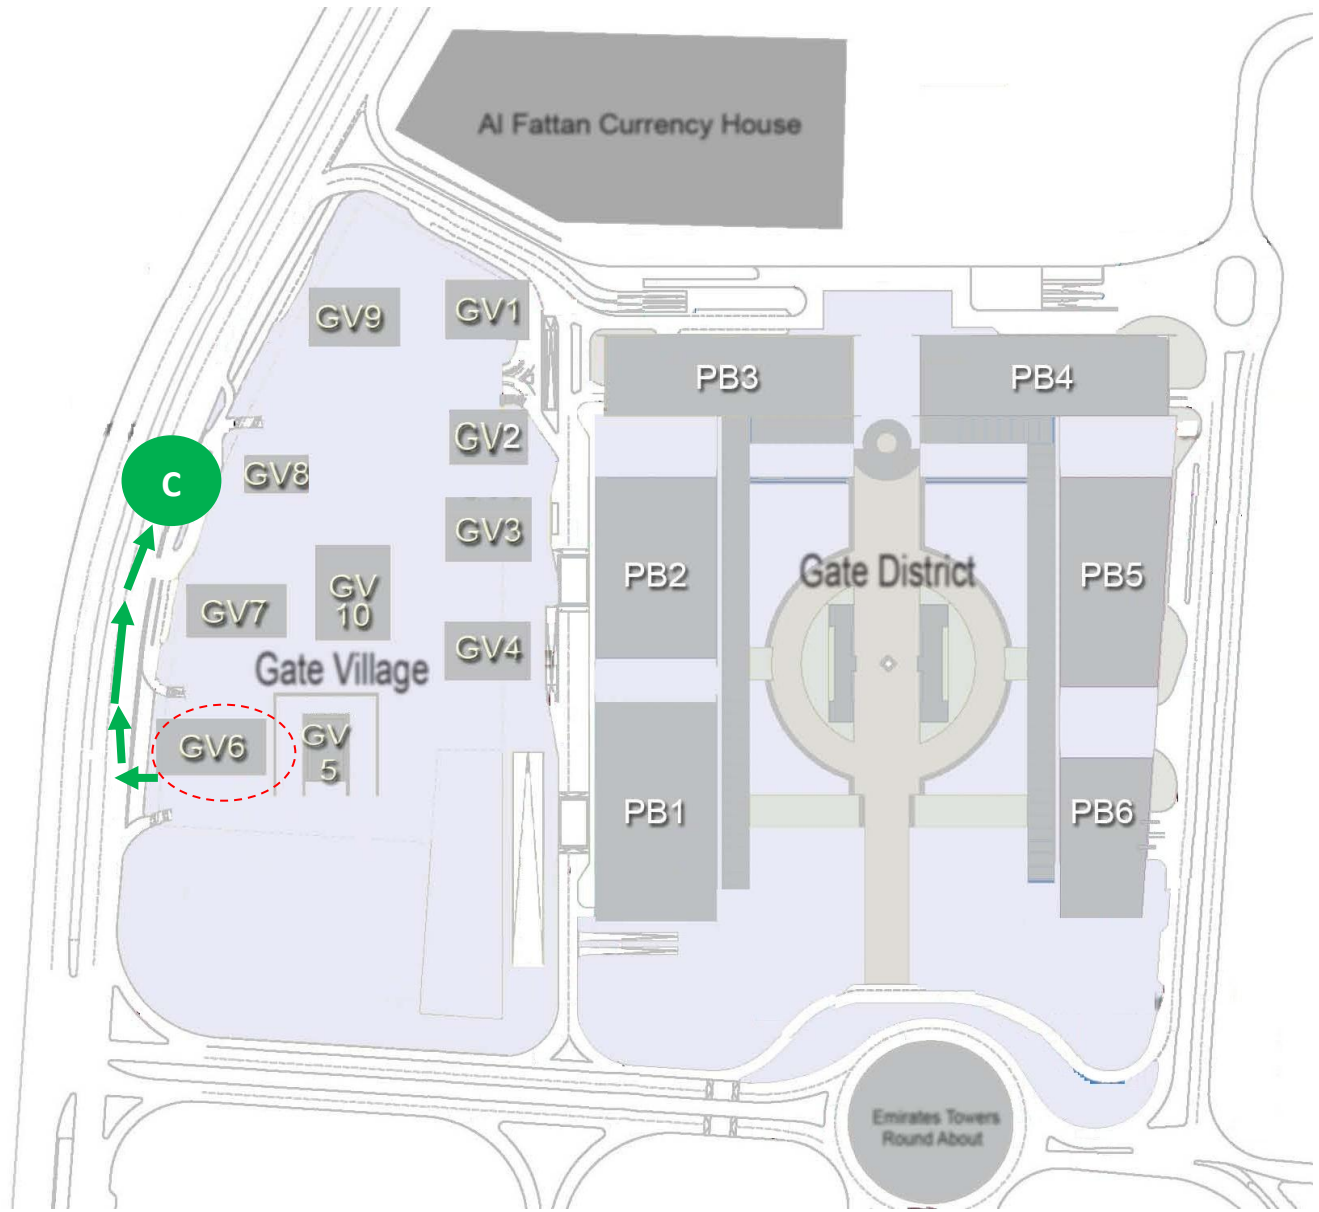 Al Fattan Currency House
GV9
GV1
PB3
PB4
GV2
C
GV8
GV3
Gate District
PB2
PB5
GV7
GV
10
GV4
Gate Village
GV6
GV
5
PB1
PB6
Emirates Towers
Round About